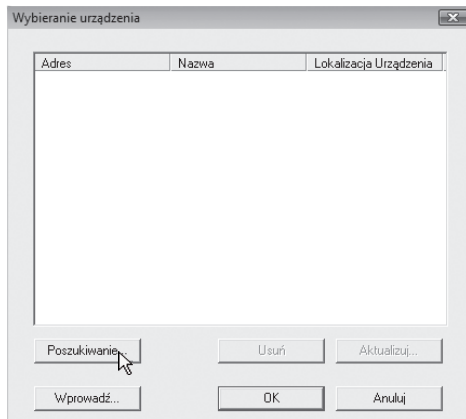 Wybieranie urządzenia
Adres Nazwa Lokalizacja Urządzenia
Poszukiwanie... Usuń Aktualizuj...
Wprowadź... OK Anuluj